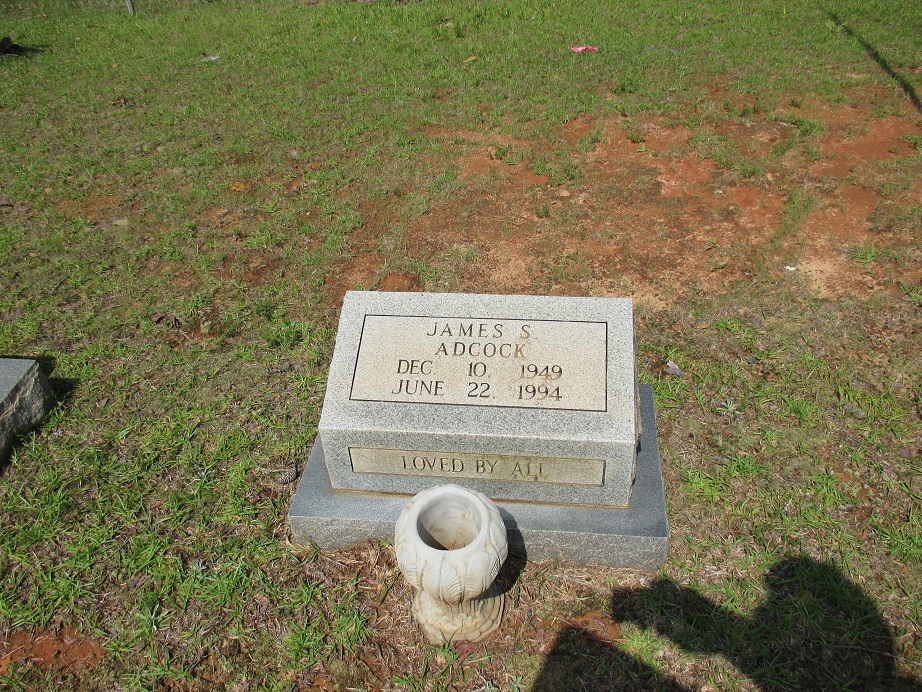 JAMES S.
ADCOCK
DEC. 10, 1949
JUNE 22, 1994
LOVED BY ALL